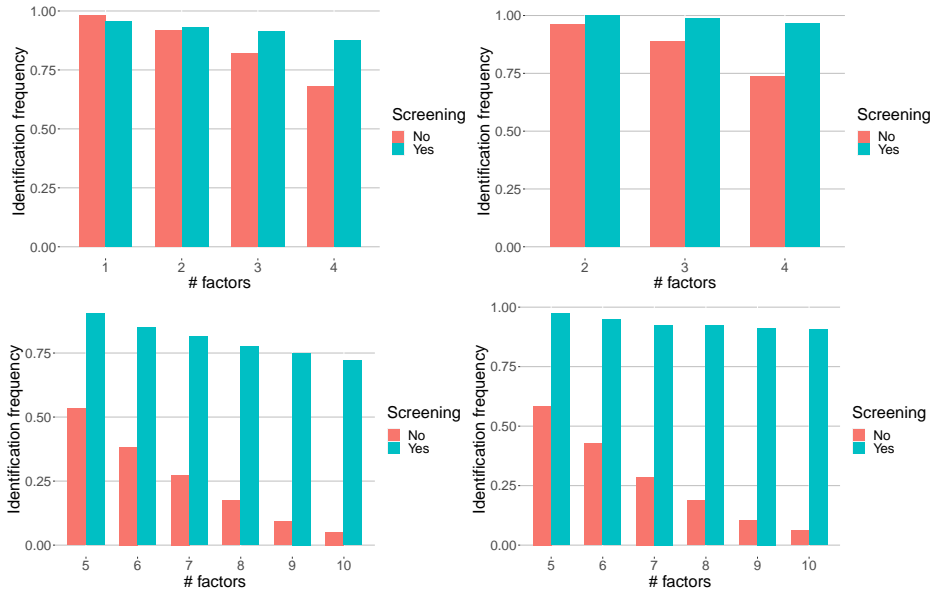 Identification frequency
1.00
0.75
0.50
0.25
0.00
1 2 3 4
# factors
Screening
No
Yes
Identification frequency
1.00
0.75
0.50
0.25
0.00
2 3 4
# factors
Screening
No
Yes
Identification frequency
0.75
0.50
0.25
0.00
5 6 7 8 9 10
# factors
Screening
No
Yes
Identification frequency
1.00
0.75
0.50
0.25
0.00
5 6 7 8 9 10
# factors
Screening
No
Yes